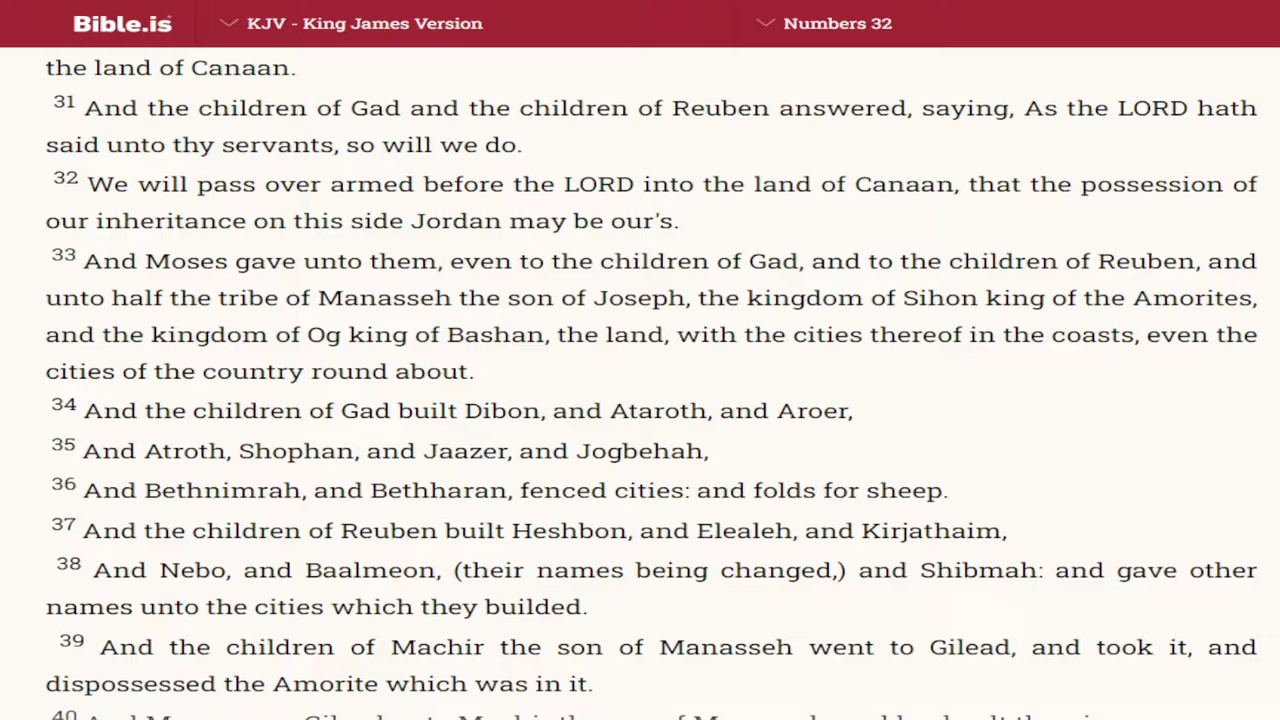 Bible.is KJV - King James Version Numbers 32
the land of Canaan.
31 And the children of Gad and the children of Reuben answered, saying, As the LORD hath
said unto thy servants, so will we do.
32 We will pass over armed before the LORD into the land of Canaan, that the possession of
our inheritance on this side Jordan may be our's.
33 And Moses gave unto them, even to the children of Gad, and to the children of Reuben, and
unto half the tribe of Manasseh the son of Joseph, the kingdom of Sihon king of the Amorites,
and the kingdom of Og king of Bashan, the land, with the cities thereof in the coasts, even the
cities of the country round about.
34 And the children of Gad built Dibon, and Ataroth, and Aroer,
35 And Atroth, Shophan, and Jaazer, and Jogbehah,
36 And Bethnimrah, and Bethharan, fenced cities: and folds for sheep.
37 And the children of Reuben built Heshbon, and Elealeh, and Kirjathaim,
38 And Nebo, and Baalmeon, (their names being changed,) and Shibmah: and gave other
names unto the cities which they builded.
39 And the children of Machir the son of Manasseh went to Gilead, and took it, and
dispossessed the Amorite which was in it.